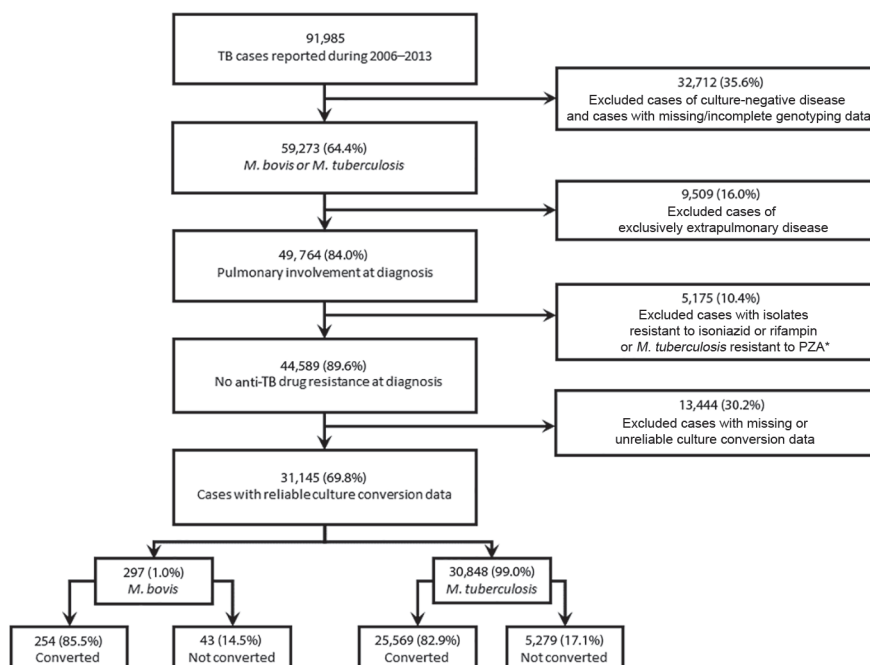 91,985
TB cases reported during 2006–2013
32,712 (35.6%)
Excluded cases of culture-negative disease
and cases with missing/incomplete genotyping data
59,273 (64.4%)
M. bovis or M. tuberculosis
9,509 (16.0%)
Excluded cases of
exclusively extrapulmonary disease
49,764 (84.0%)
Pulmonary involvement at diagnosis
5,175 (10.4%)
Excluded cases with isolates
resistant to isoniazid or rifampin
or M. tuberculosis resistant to PZA*
44,589 (89.6%)
No anti-TB drug resistance at diagnosis
13,444 (30.2%)
Excluded cases with missing or
unreliable culture conversion data
31,145 (69.8%)
Cases with reliable culture conversion data
297 (1.0%)
M. bovis
30,848 (99.0%)
M. tuberculosis
254 (85.5%)
Converted
43 (14.5%)
Not converted
25,569 (82.9%)
Converted
5,279 (17.1%)
Not converted